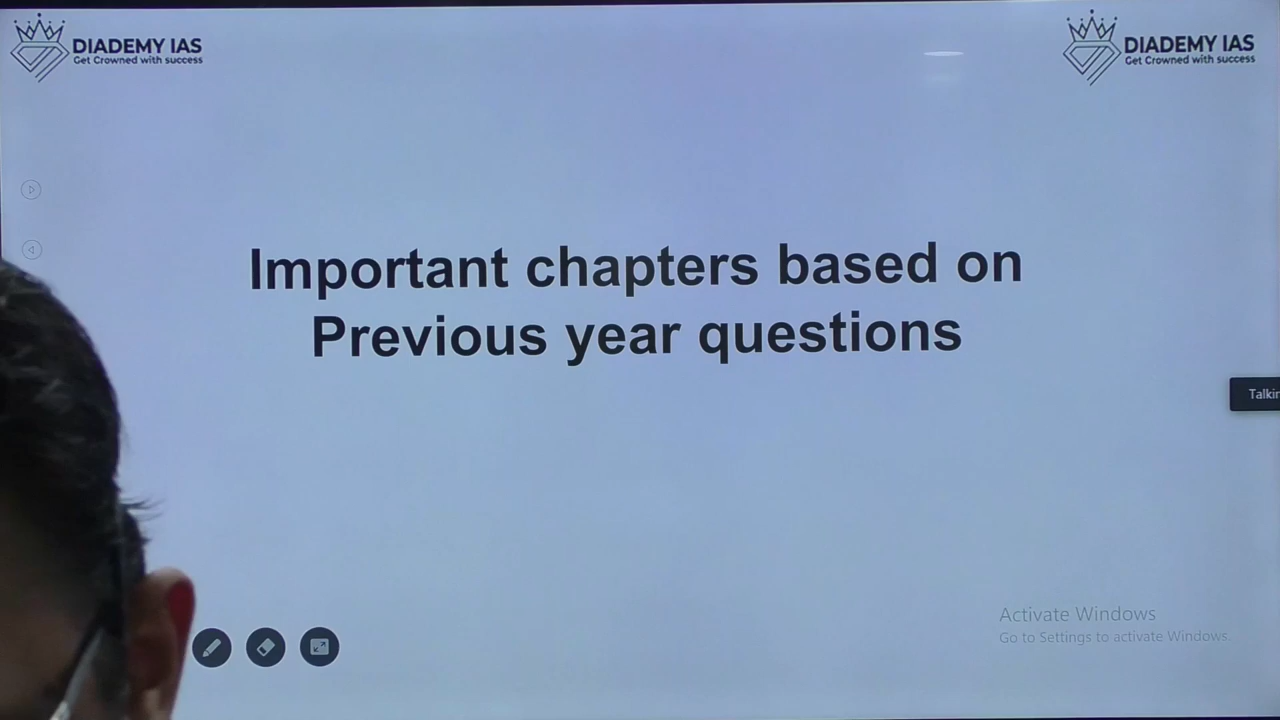 DIADEMY IAS
Get Crowned with success
DIADEMY IAS
Get Crowned with success
Important chapters based on
Previous year questions
Activate Windows
Go to Settings to activate Windows.